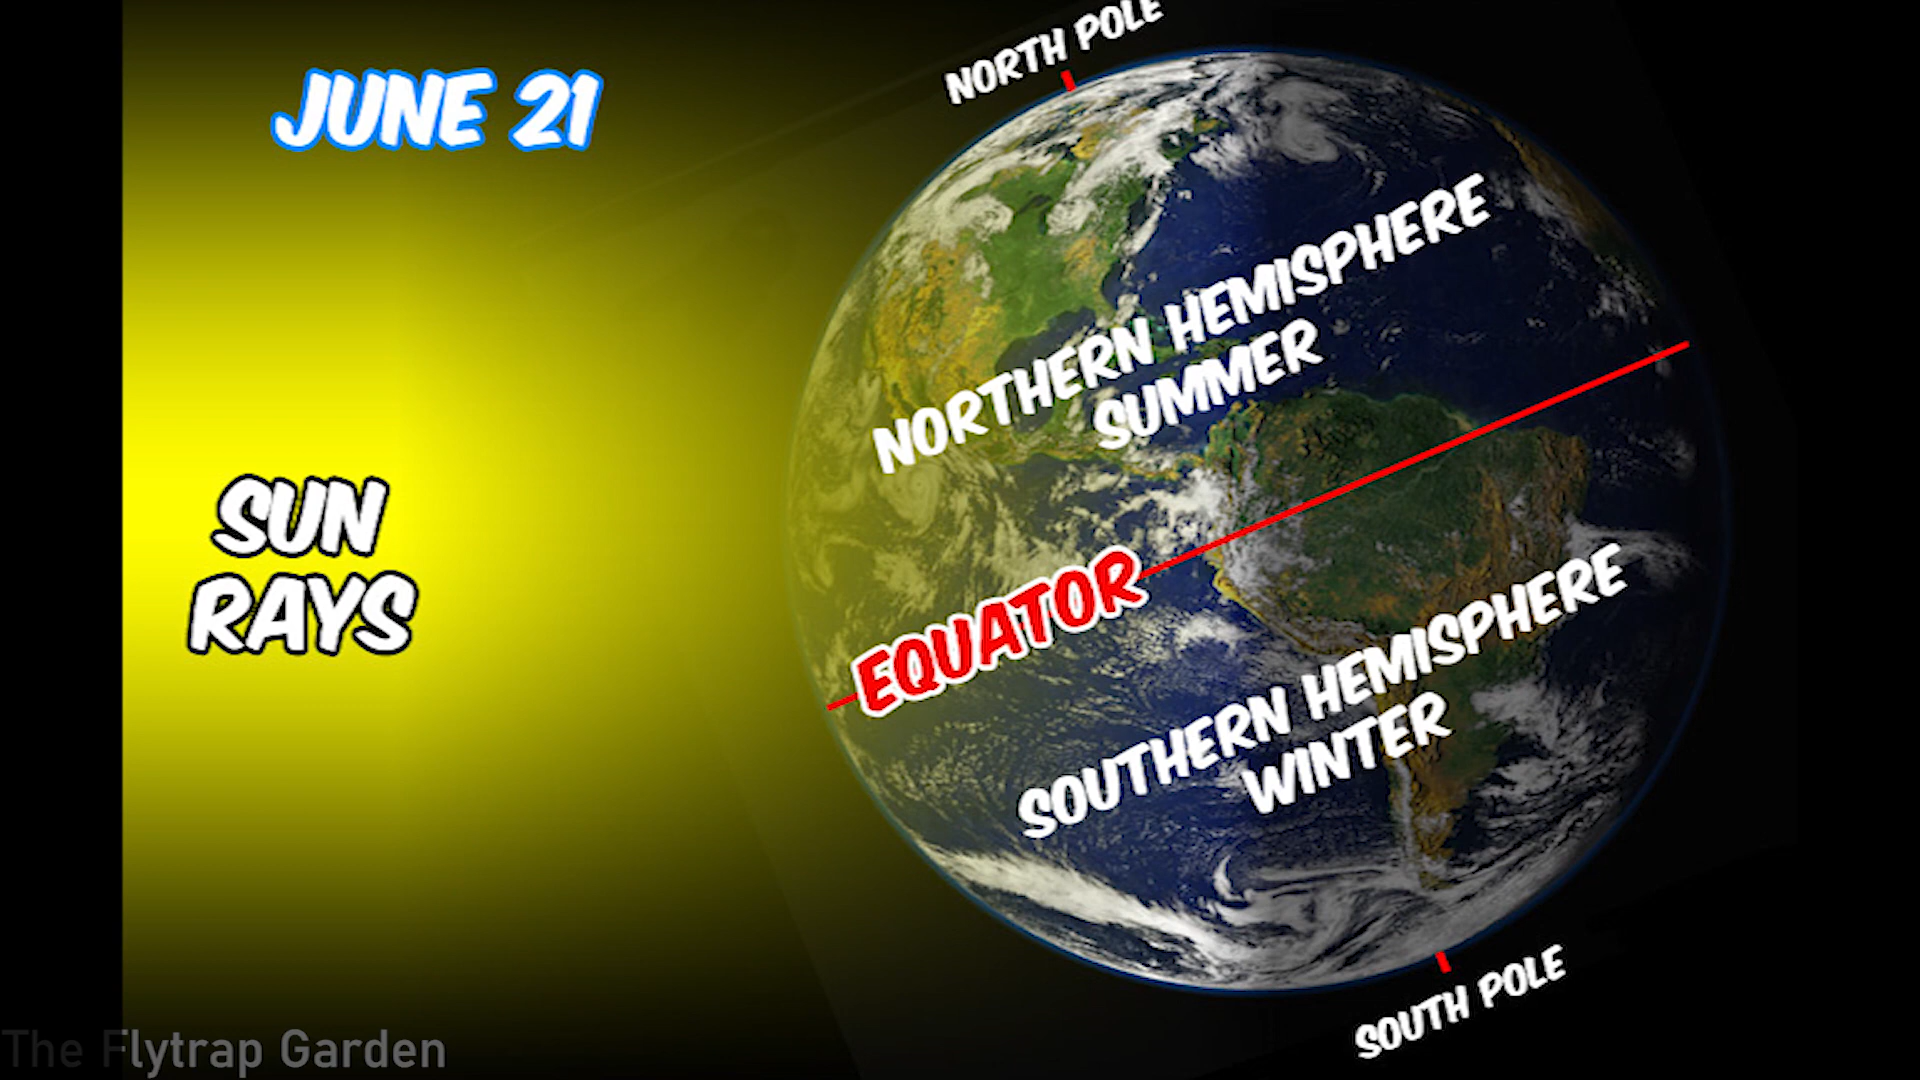 JUNE 21
NORTH POLE
NORTHERN HEMISPHERE
SUMMER
SUN
RAYS
EQUATOR
SOUTHERN HEMISPHERE
WINTER
SOUTH POLE
The Flytrap Garden